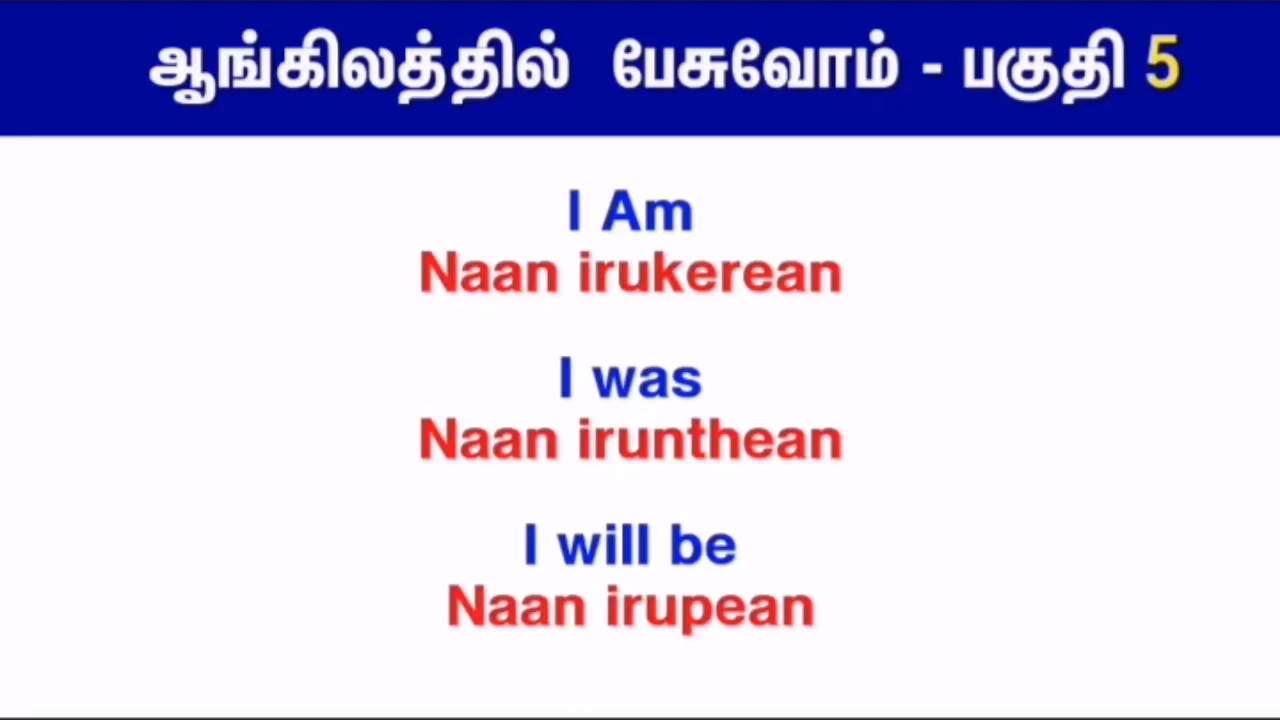 ஆங்கிலத்தில் பேசுவோம் - பகுதி 5
I Am
Naan irukerean
I was
Naan irunthean
I will be
Naan irupean